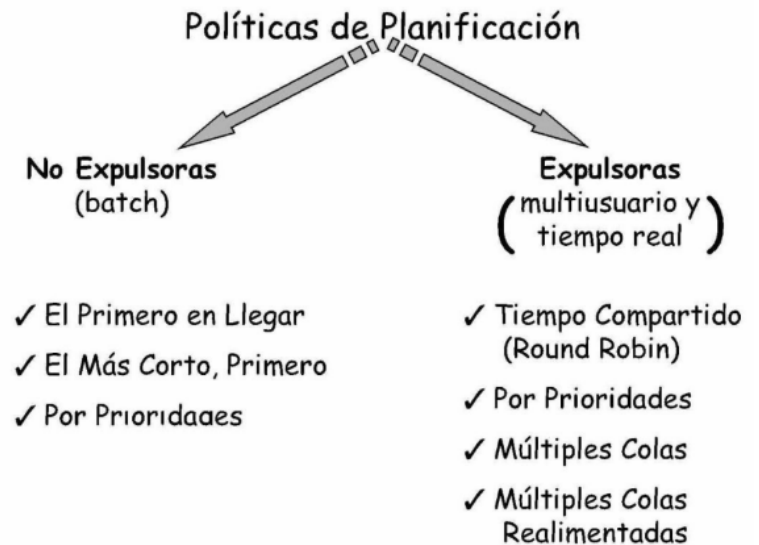 Políticas de Planificación
No Expulsoras
(batch)
✓ El Primero en Llegar
✓ El Más Corto, Primero
✓ Por Prioridades
Expulsoras
(multiusuario y
tiempo real)
✓ Tiempo Compartido
(Round Robin)
✓ Por Prioridades
✓ Múltiples Colas
✓ Múltiples Colas
Realimentadas